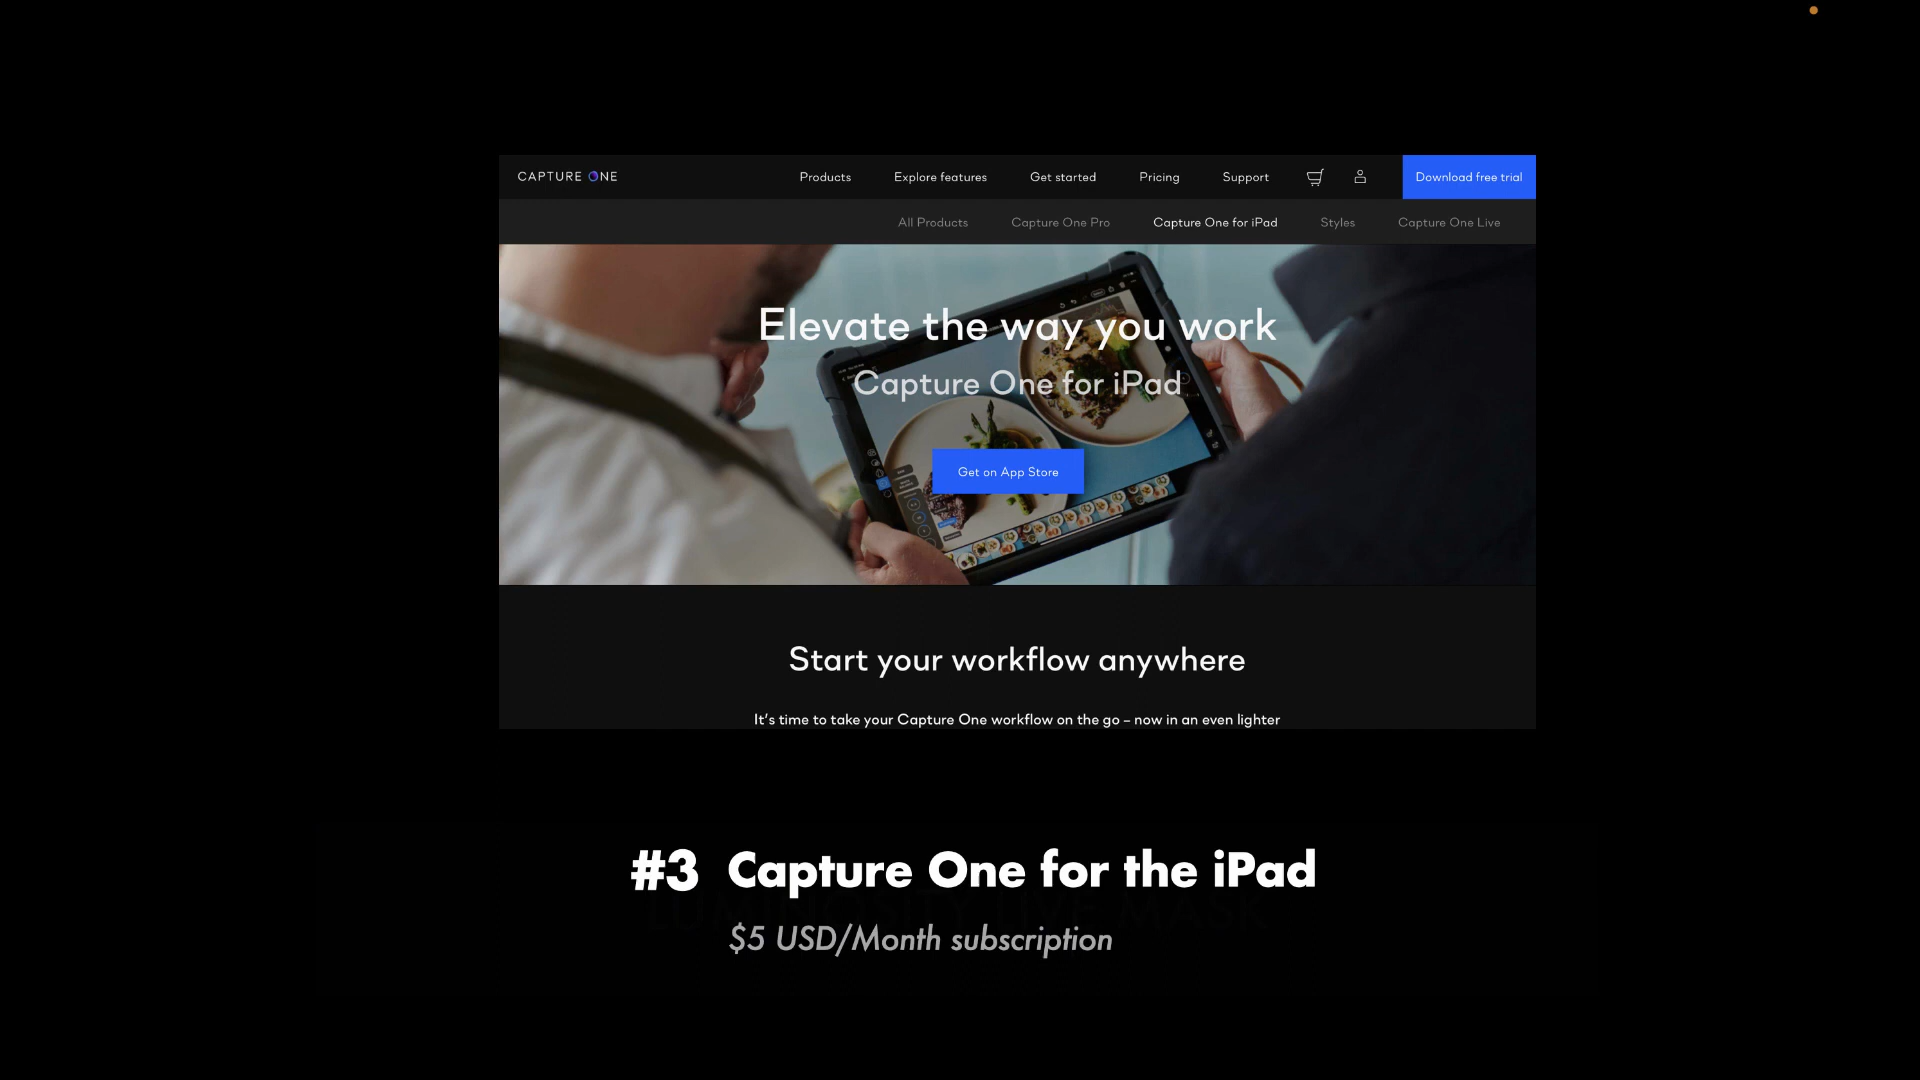 CAPTURE ONE
Products Explore features Get started Pricing Support Download free trial
All Products Capture One Pro Capture One for iPad Styles Capture One Live
Elevate the way you work
Capture One for iPad
Get on App Store
Start your workflow anywhere
It's time to take your Capture One workflow on the go – now in an even lighter
#3 Capture One for the iPad
LUMINOSITY LIVE MASK
$5 USD/Month subscription